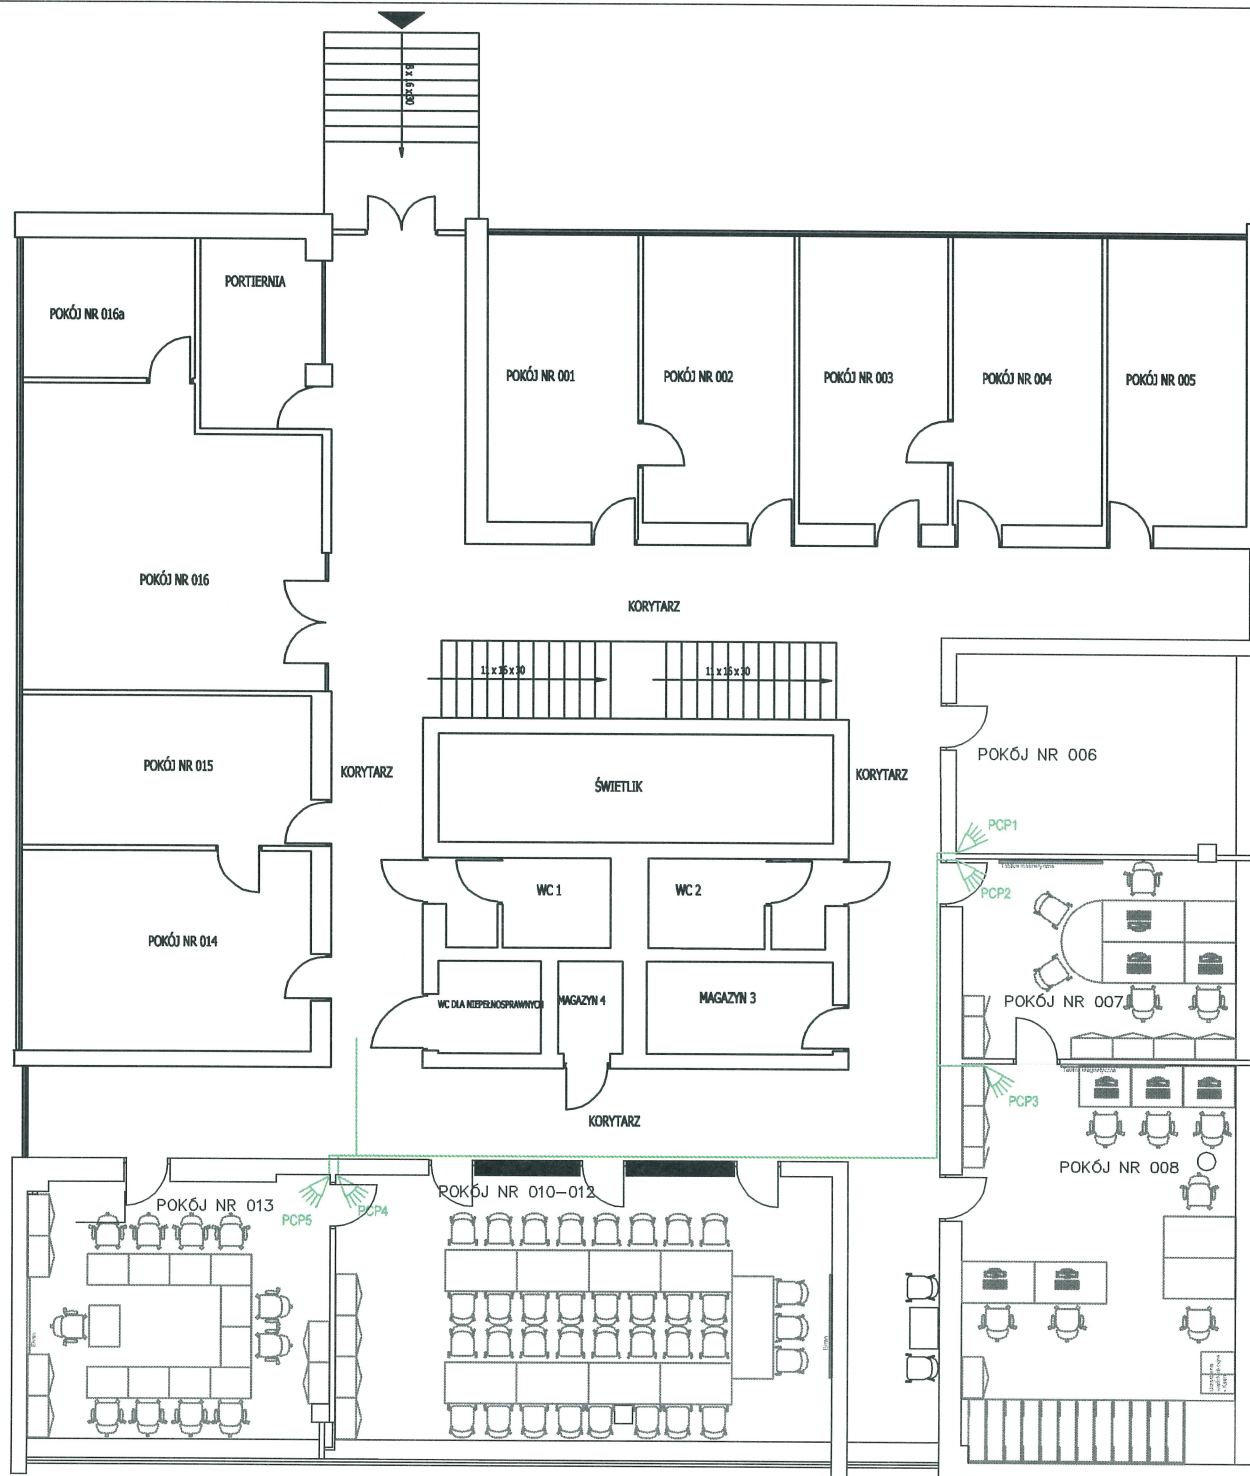 8 x 16 x 30
PORTIERNIA
POKÓJ NR 016a
POKÓJ NR 001
POKÓJ NR 002
POKÓJ NR 003
POKÓJ NR 004
POKÓJ NR 005
POKÓJ NR 016
KORYTARZ
11 x 16 x 30
11 x 16 x 30
POKÓJ NR 006
POKÓJ NR 015
KORYTARZ
ŚWIETLIK
KORYTARZ
PCP1
WC 1
WC 2
PCP2
POKÓJ NR 014
WC DLA NIEPEŁNOSPRAWNYCH
MAGAZYN 4
MAGAZYN 3
POKÓJ NR 007
PCP3
KORYTARZ
POKÓJ NR 008
POKÓJ NR 013
POKÓJ NR 010-012
PCP5
PCP4
Ekran
Ekran